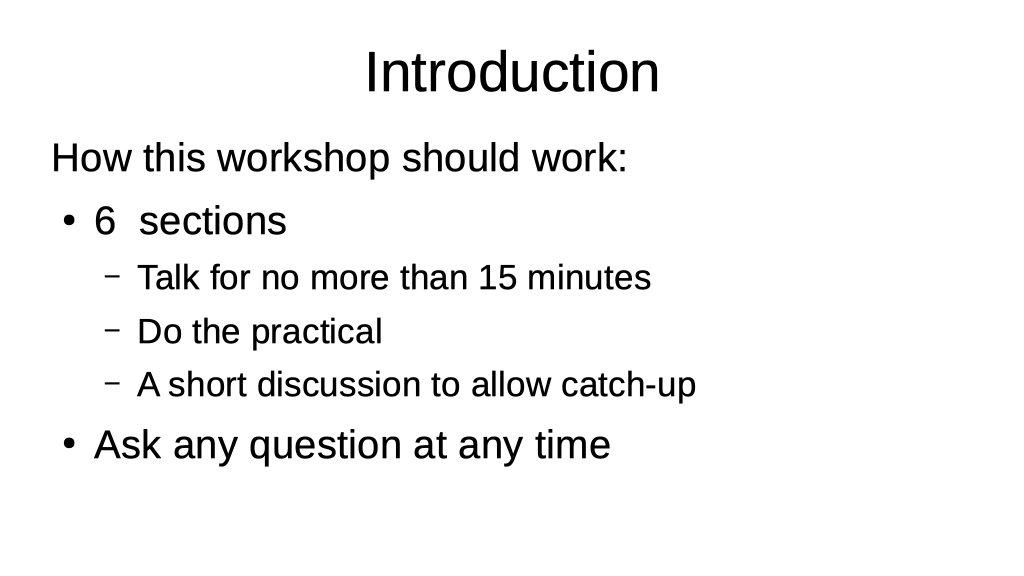 Introduction
How this workshop should work:
• 6  sections
– Talk for no more than 15 minutes
– Do the practical
– A short discussion to allow catch-up
• Ask any question at any time